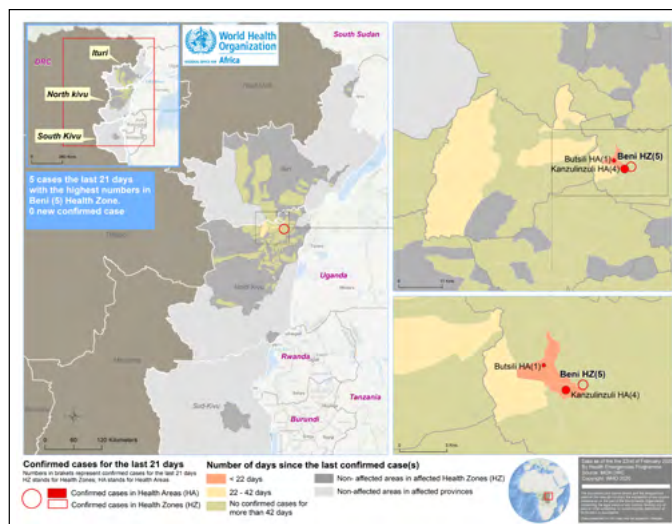 World Health
Organization
Africa
South Sudan
DRC
Ituri
North kivu
South Kivu
5 cases the last 21 days
with the highest numbers in
Beni (5) Health Zone.
0 new confirmed case
Uganda
Rwanda
Burundi
Tanzania
Sud-Kivu
0 60 120 Kilometers
Butsili HA(1)
Beni HZ(5)
Kanzulinzuli HA(4)
Butsili HA(1)
Beni HZ(5)
Kanzulinzuli HA(4)
Confirmed cases for the last 21 days
Numbers in brakets represent confirmed cases for the last 21 days
HZ stands for Health Zones, HA stands for Health Areas
Confirmed cases in Health Areas (HA)
Confirmed cases in Health Zones (HZ)
Number of days since the last confirmed case(s)
< 22 days
22 - 42 days
No confirmed cases for
more than 42 days
Non-affected areas in affected Health Zones (HZ)
Non-affected areas in affected provinces